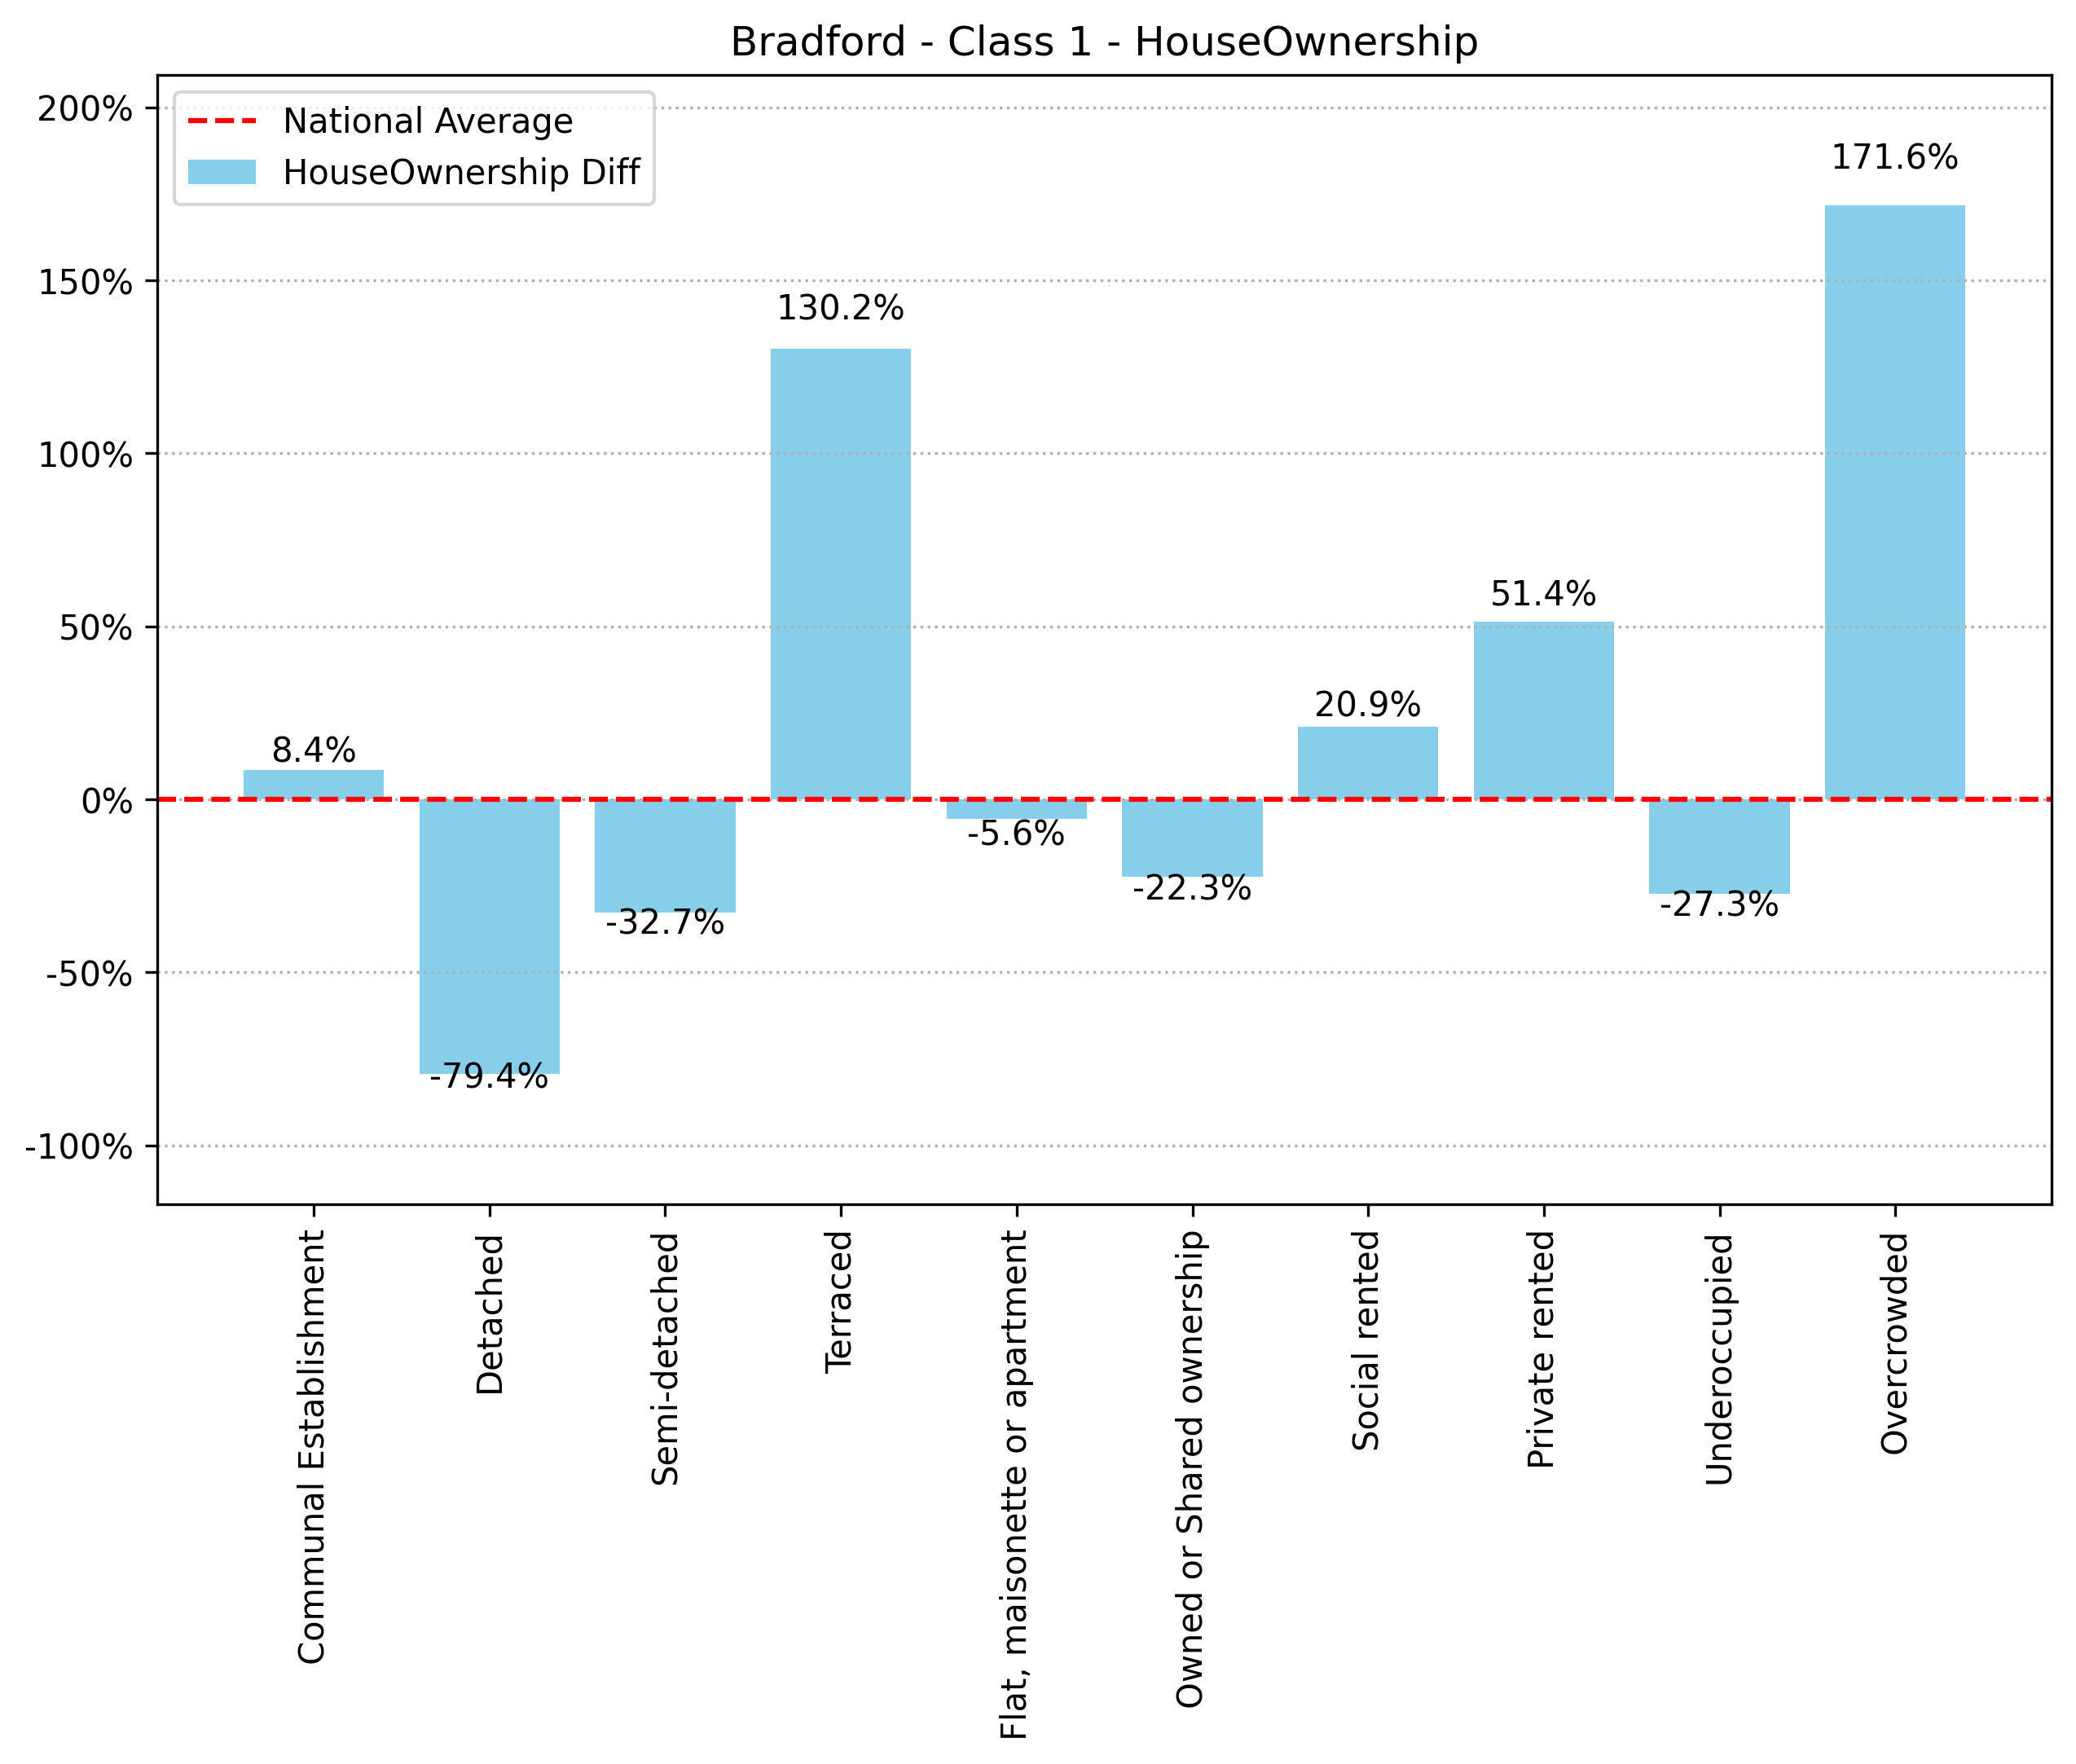 Bradford - Class 1 - HouseOwnership
National Average
HouseOwnership Diff
200%
150%
100%
50%
0%
-50%
-100%
8.4%
-79.4%
-32.7%
130.2%
-5.6%
-22.3%
20.9%
51.4%
-27.3%
171.6%
Communal Establishment
Detached
Semi-detached
Terraced
Flat, maisonette or apartment
Owned or Shared ownership
Social rented
Private rented
Underoccupied
Overcrowded